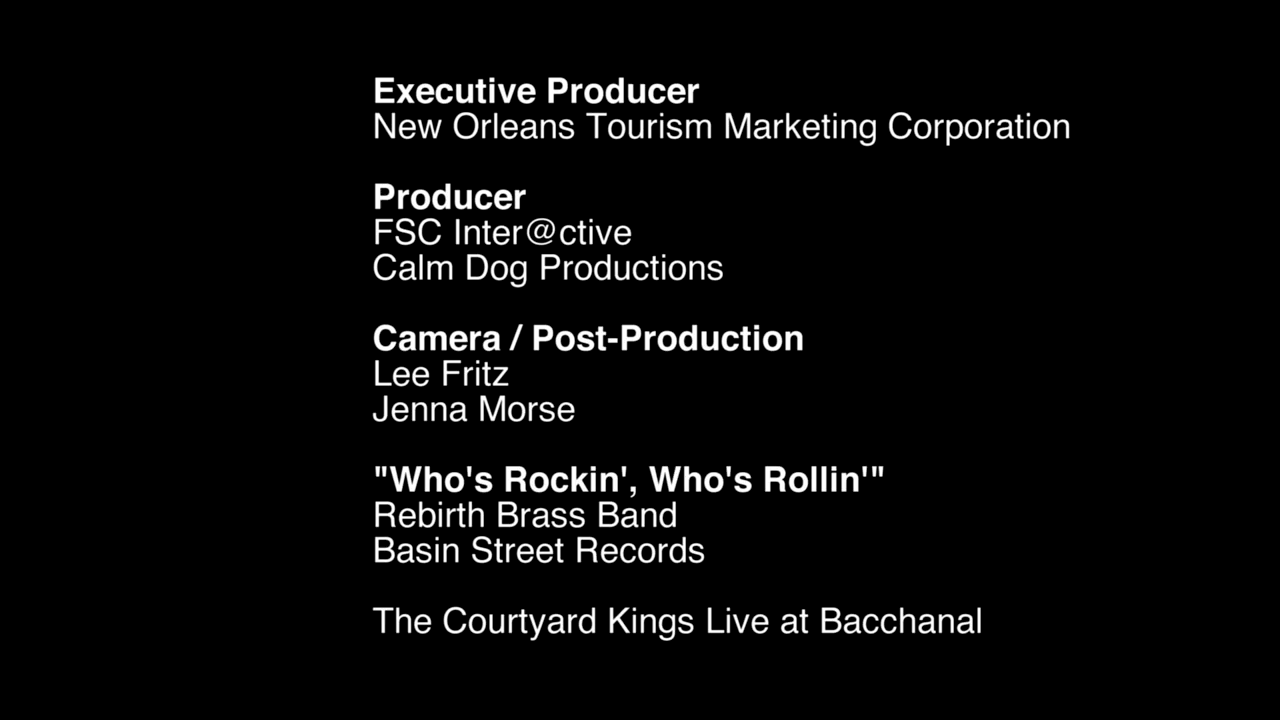 Executive Producer
New Orleans Tourism Marketing Corporation
Producer
FSC Inter@ctive
Calm Dog Productions
Camera / Post-Production
Lee Fritz
Jenna Morse
"Who's Rockin', Who's Rollin'"
Rebirth Brass Band
Basin Street Records
The Courtyard Kings Live at Bacchanal